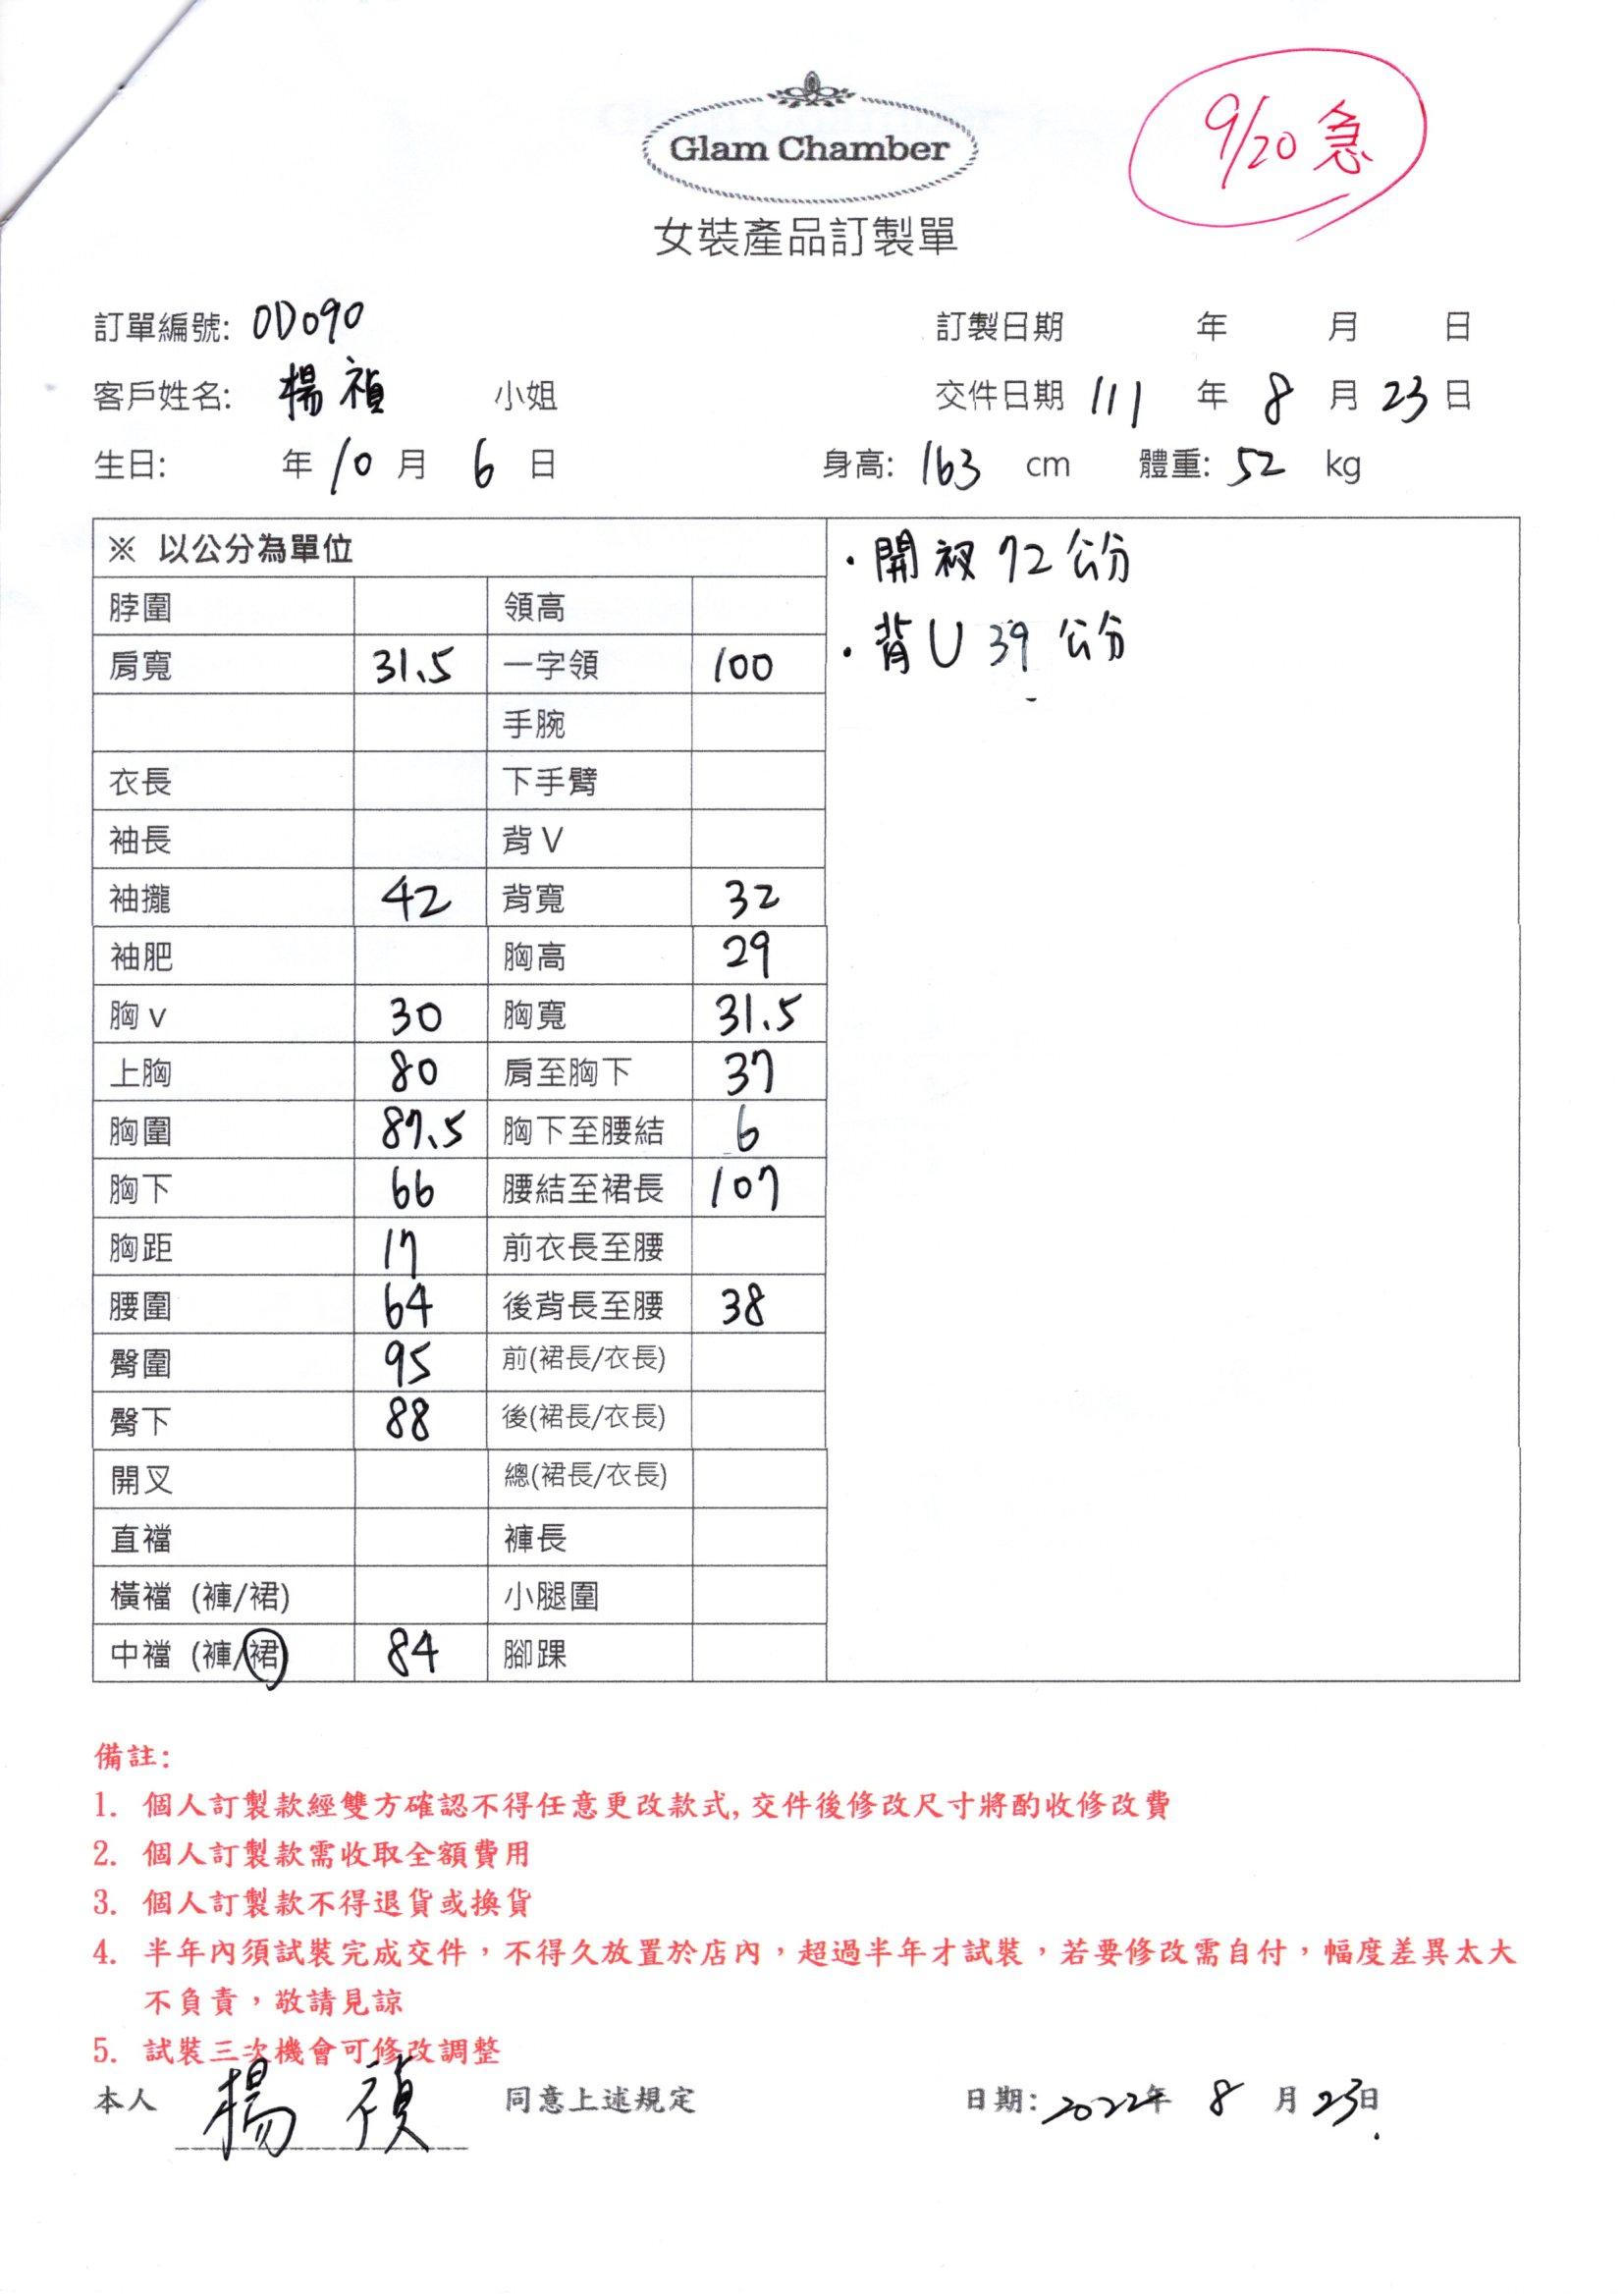 Glam Chamber
9/20 急
女裝產品訂製單
訂單編號: OD090 訂製日期 年 月 日
客戶姓名: 楊禎 小姐 交件日期 111 年 8 月 23 日
生日: 年 10 月 6 日 身高: 163 cm 體重: 52 kg
※ 以公分為單位
·開衩72公分
·背U 39 公分
脖圍 領高
肩寬 31.5 一字領 100
手腕
衣長 下手臂
袖長 背V
袖攏 42 背寬 32
袖肥 胸高 29
胸v 30 胸寬 31.5
上胸 80 肩至胸下 37
胸圍 87.5 胸下至腰結 6
胸下 66 腰結至裙長 107
胸距 17 前衣長至腰
腰圍 64 後背長至腰 38
臀圍 95 前(裙長/衣長)
臀下 88 後(裙長/衣長)
開叉 總(裙長/衣長)
直襠 褲長
橫襠 (褲/裙) 小腿圍
中襠 (褲/裙) 84 腳踝
備註:
1. 個人訂製款經雙方確認不得任意更改款式, 交件後修改尺寸將酌收修改費
2. 個人訂製款需收取全額費用
3. 個人訂製款不得退貨或換貨
4. 半年內須試裝完成交件，不得久放置於店內，超過半年才試裝，若要修改需自付，幅度差異太大
不負責，敬請見諒
5. 試裝三次機會可修改調整
本人 楊禎 同意上述規定 日期: 2022年 8 月 23日